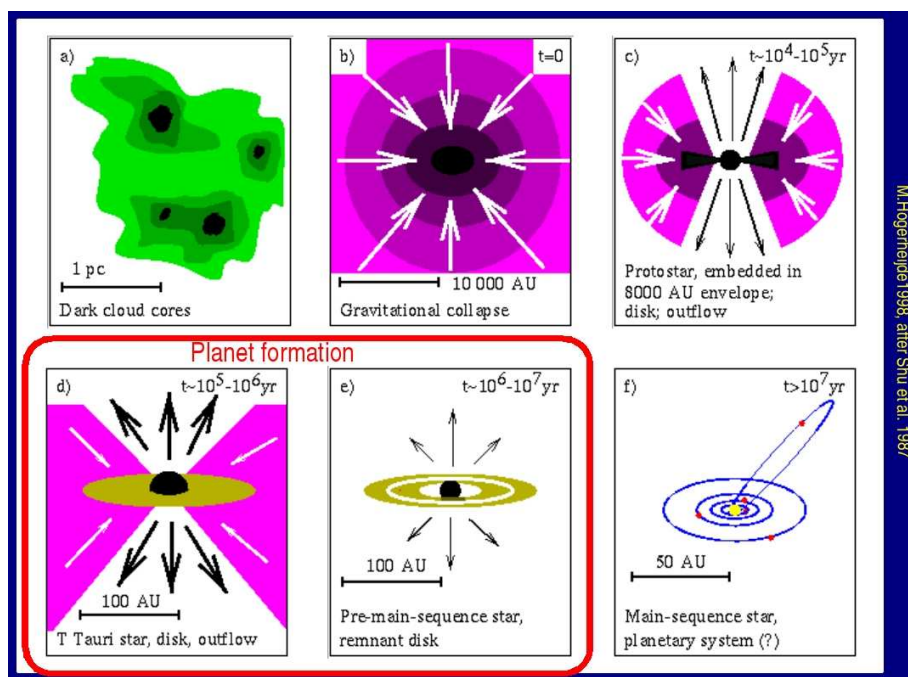 a)
1 pc
Dark cloud cores
b)
t=0
10 000 AU
Gravitational collapse
c)
t~10⁴-10⁵yr
Protostar, embedded in
8000 AU envelope;
disk; outflow
Planet formation
d)
t~10⁵-10⁶yr
100 AU
T Tauri star, disk, outflow
e)
t~10⁶-10⁷yr
100 AU
Pre-main-sequence star,
remnant disk
f)
t>10⁷yr
50 AU
Main-sequence star,
planetary system (?)
M.Hogerheijde1998, after Shu et al. 1987